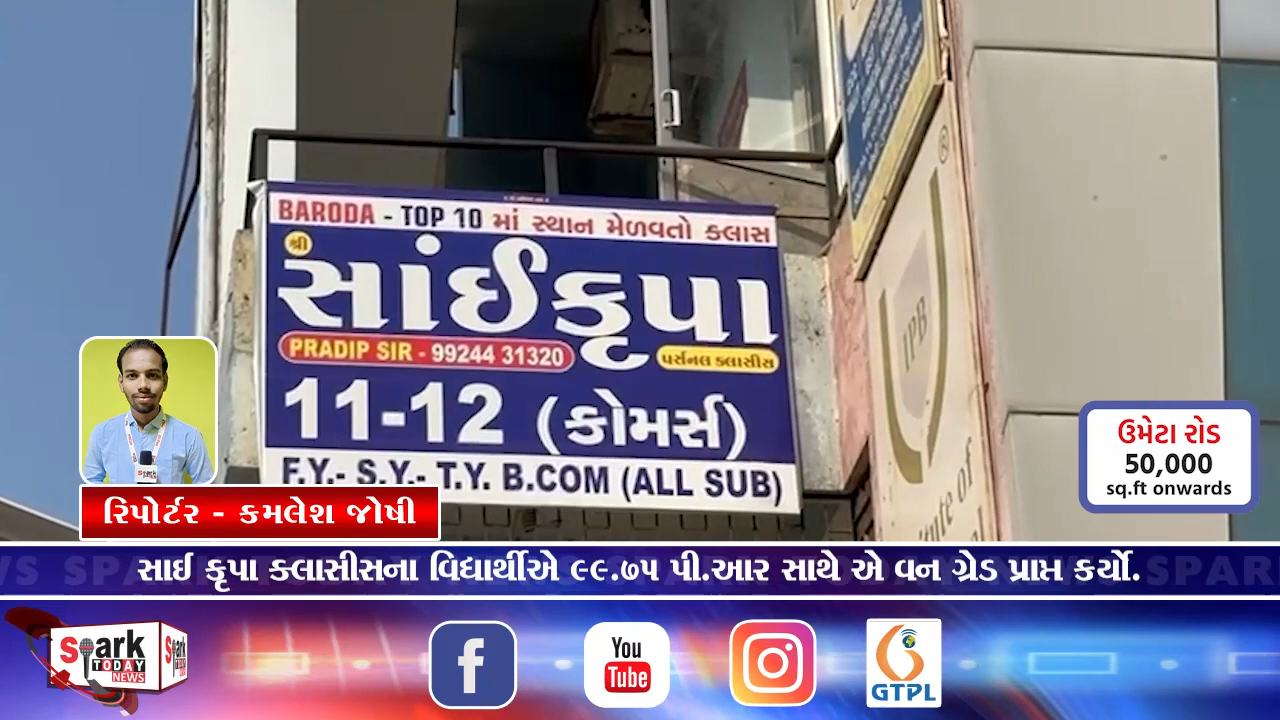 BARODA - TOP 10 માં સ્થાન મેળવતો ક્લાસ
શ્રી
સાંઈકૃપા
PRADIP SIR - 99244 31320
પર્સનલ ક્લાસીસ
11-12 (કોમર્સ)
F.Y.- S.Y.- T.Y. B.COM (ALL SUB)
®
IPB
ઉમેટા રોડ
50,000
sq.ft onwards
Spark
રિપોર્ટર - કમલેશ જોષી
સાઈ કૃપા ક્લાસીસના વિદ્યાર્થીએ ૯૯.૭૫ પી.આર સાથે એ વન ગ્રેડ પ્રાપ્ત કર્યો.
Spark
TODAY
NEWS
f
You
Tube
GTPL